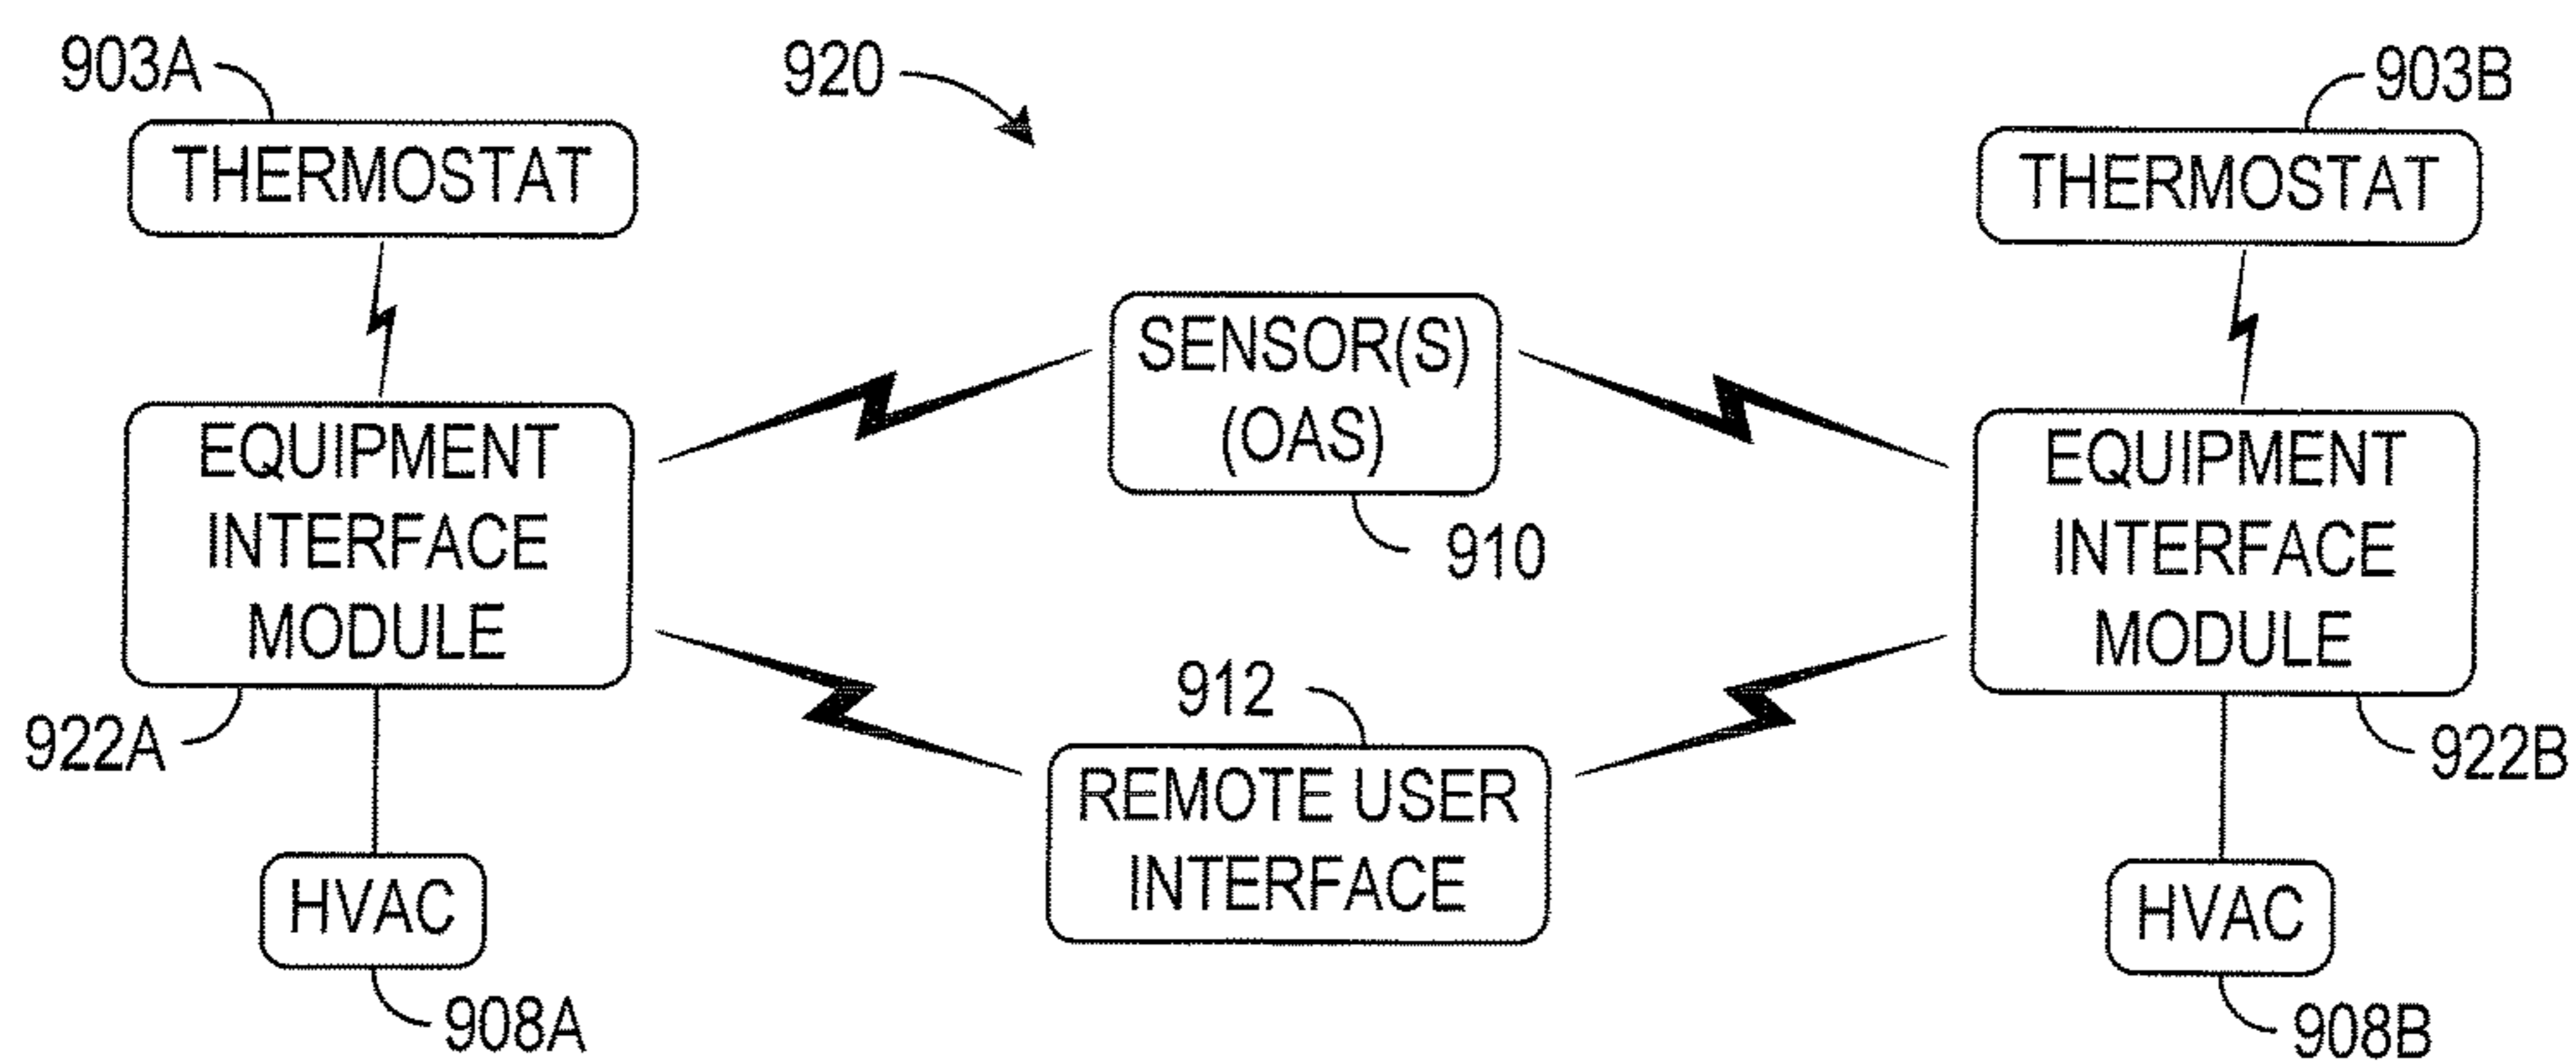 903A
920
903B
THERMOSTAT
THERMOSTAT
SENSOR(S)
(OAS)
910
EQUIPMENT
INTERFACE
MODULE
922A
EQUIPMENT
INTERFACE
MODULE
922B
912
REMOTE USER
INTERFACE
HVAC
908A
HVAC
908B